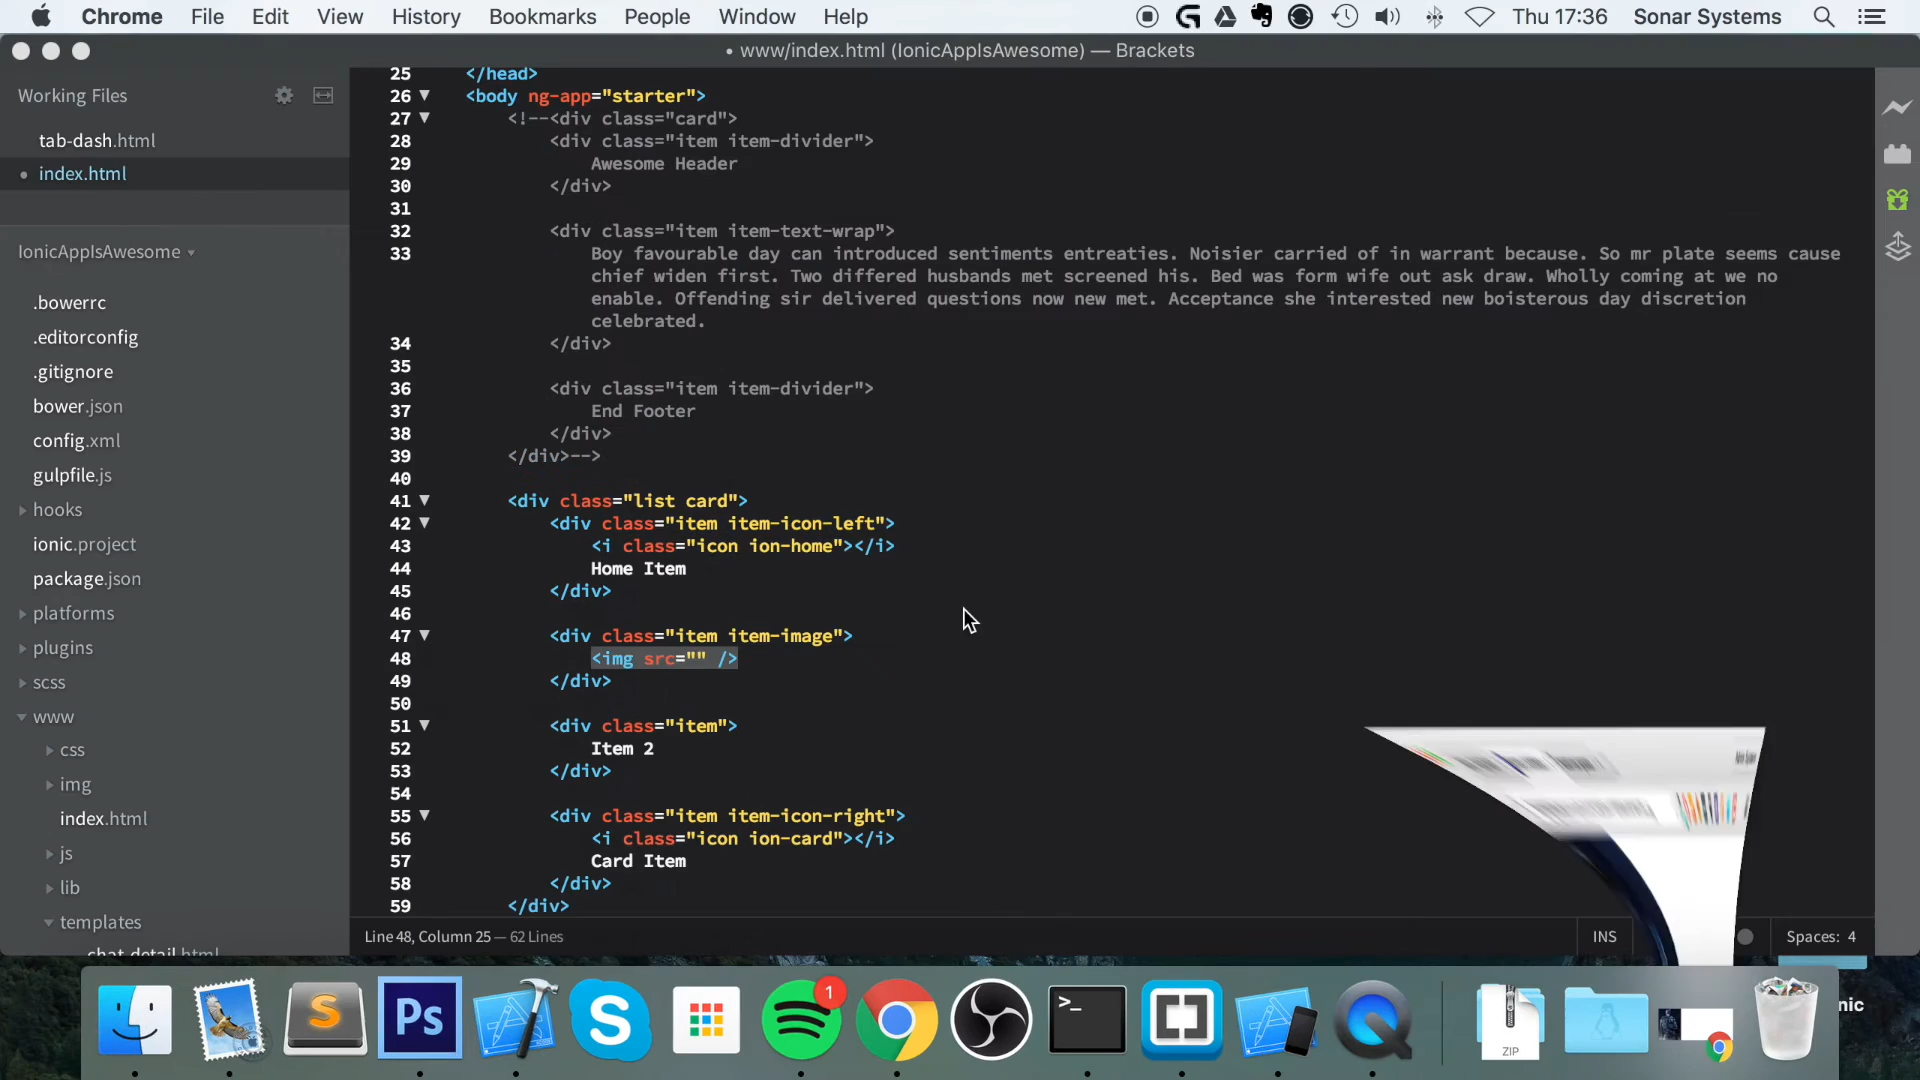 Chrome File Edit View History Bookmarks People Window Help Thu 17:36 Sonar Systems
• www/index.html (IonicAppIsAwesome) — Brackets
Working Files
tab-dash.html
• index.html
IonicAppIsAwesome
.bowerrc
.editorconfig
.gitignore
bower.json
config.xml
gulpfile.js
hooks
ionic.project
package.json
platforms
plugins
scss
www
css
img
index.html
js
lib
templates
chat-detail.html
25 </head>
26 <body ng-app="starter">
27 <!--<div class="card">
28 <div class="item item-divider">
29 Awesome Header
30 </div>
31
32 <div class="item item-text-wrap">
33 Boy favourable day can introduced sentiments entreaties. Noisier carried of in warrant because. So mr plate seems cause
chief widen first. Two differed husbands met screened his. Bed was form wife out ask draw. Wholly coming at we no
enable. Offending sir delivered questions now new met. Acceptance she interested new boisterous day discretion
celebrated.
34 </div>
35
36 <div class="item item-divider">
37 End Footer
38 </div>
39 </div>-->
40
41 <div class="list card">
42 <div class="item item-icon-left">
43 <i class="icon ion-home"></i>
44 Home Item
45 </div>
46
47 <div class="item item-image">
48 <img src="" />
49 </div>
50
51 <div class="item">
52 Item 2
53 </div>
54
55 <div class="item item-icon-right">
56 <i class="icon ion-card"></i>
57 Card Item
58 </div>
59 </div>
Line 48, Column 25 — 62 Lines INS Spaces: 4
S Ps S 1 >_ ZIP nic